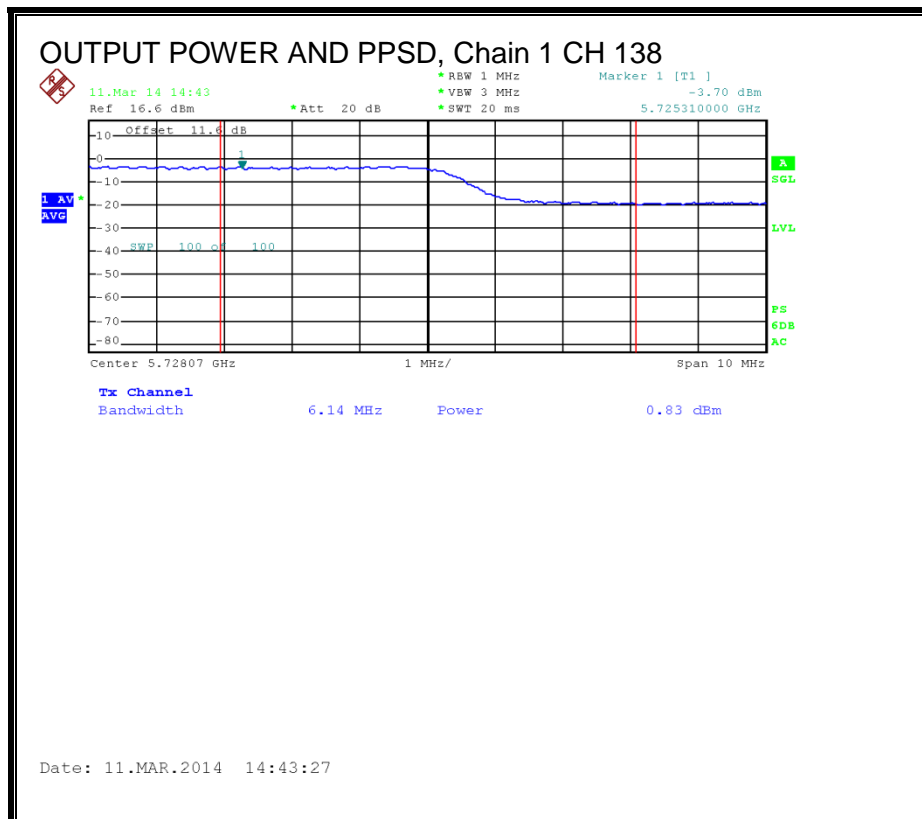 OUTPUT POWER AND PPSD, Chain 1 CH 138
R S
* RBW 1 MHz Marker 1 [T1 ]
11.Mar 14 14:43 * VBW 3 MHz -3.70 dBm
Ref 16.6 dBm * Att 20 dB * SWT 20 ms 5.725310000 GHz
10 Offset 11.6 dB
1
0 A
-10 SGL
1 AV *
-20
AVG
-30 LVL
-40 SWP 100 of 100
-50
-60
PS
-70 6DB
-80 AC
Center 5.72807 GHz 1 MHz/ Span 10 MHz
Tx Channel
Bandwidth 6.14 MHz Power 0.83 dBm
Date: 11.MAR.2014 14:43:27